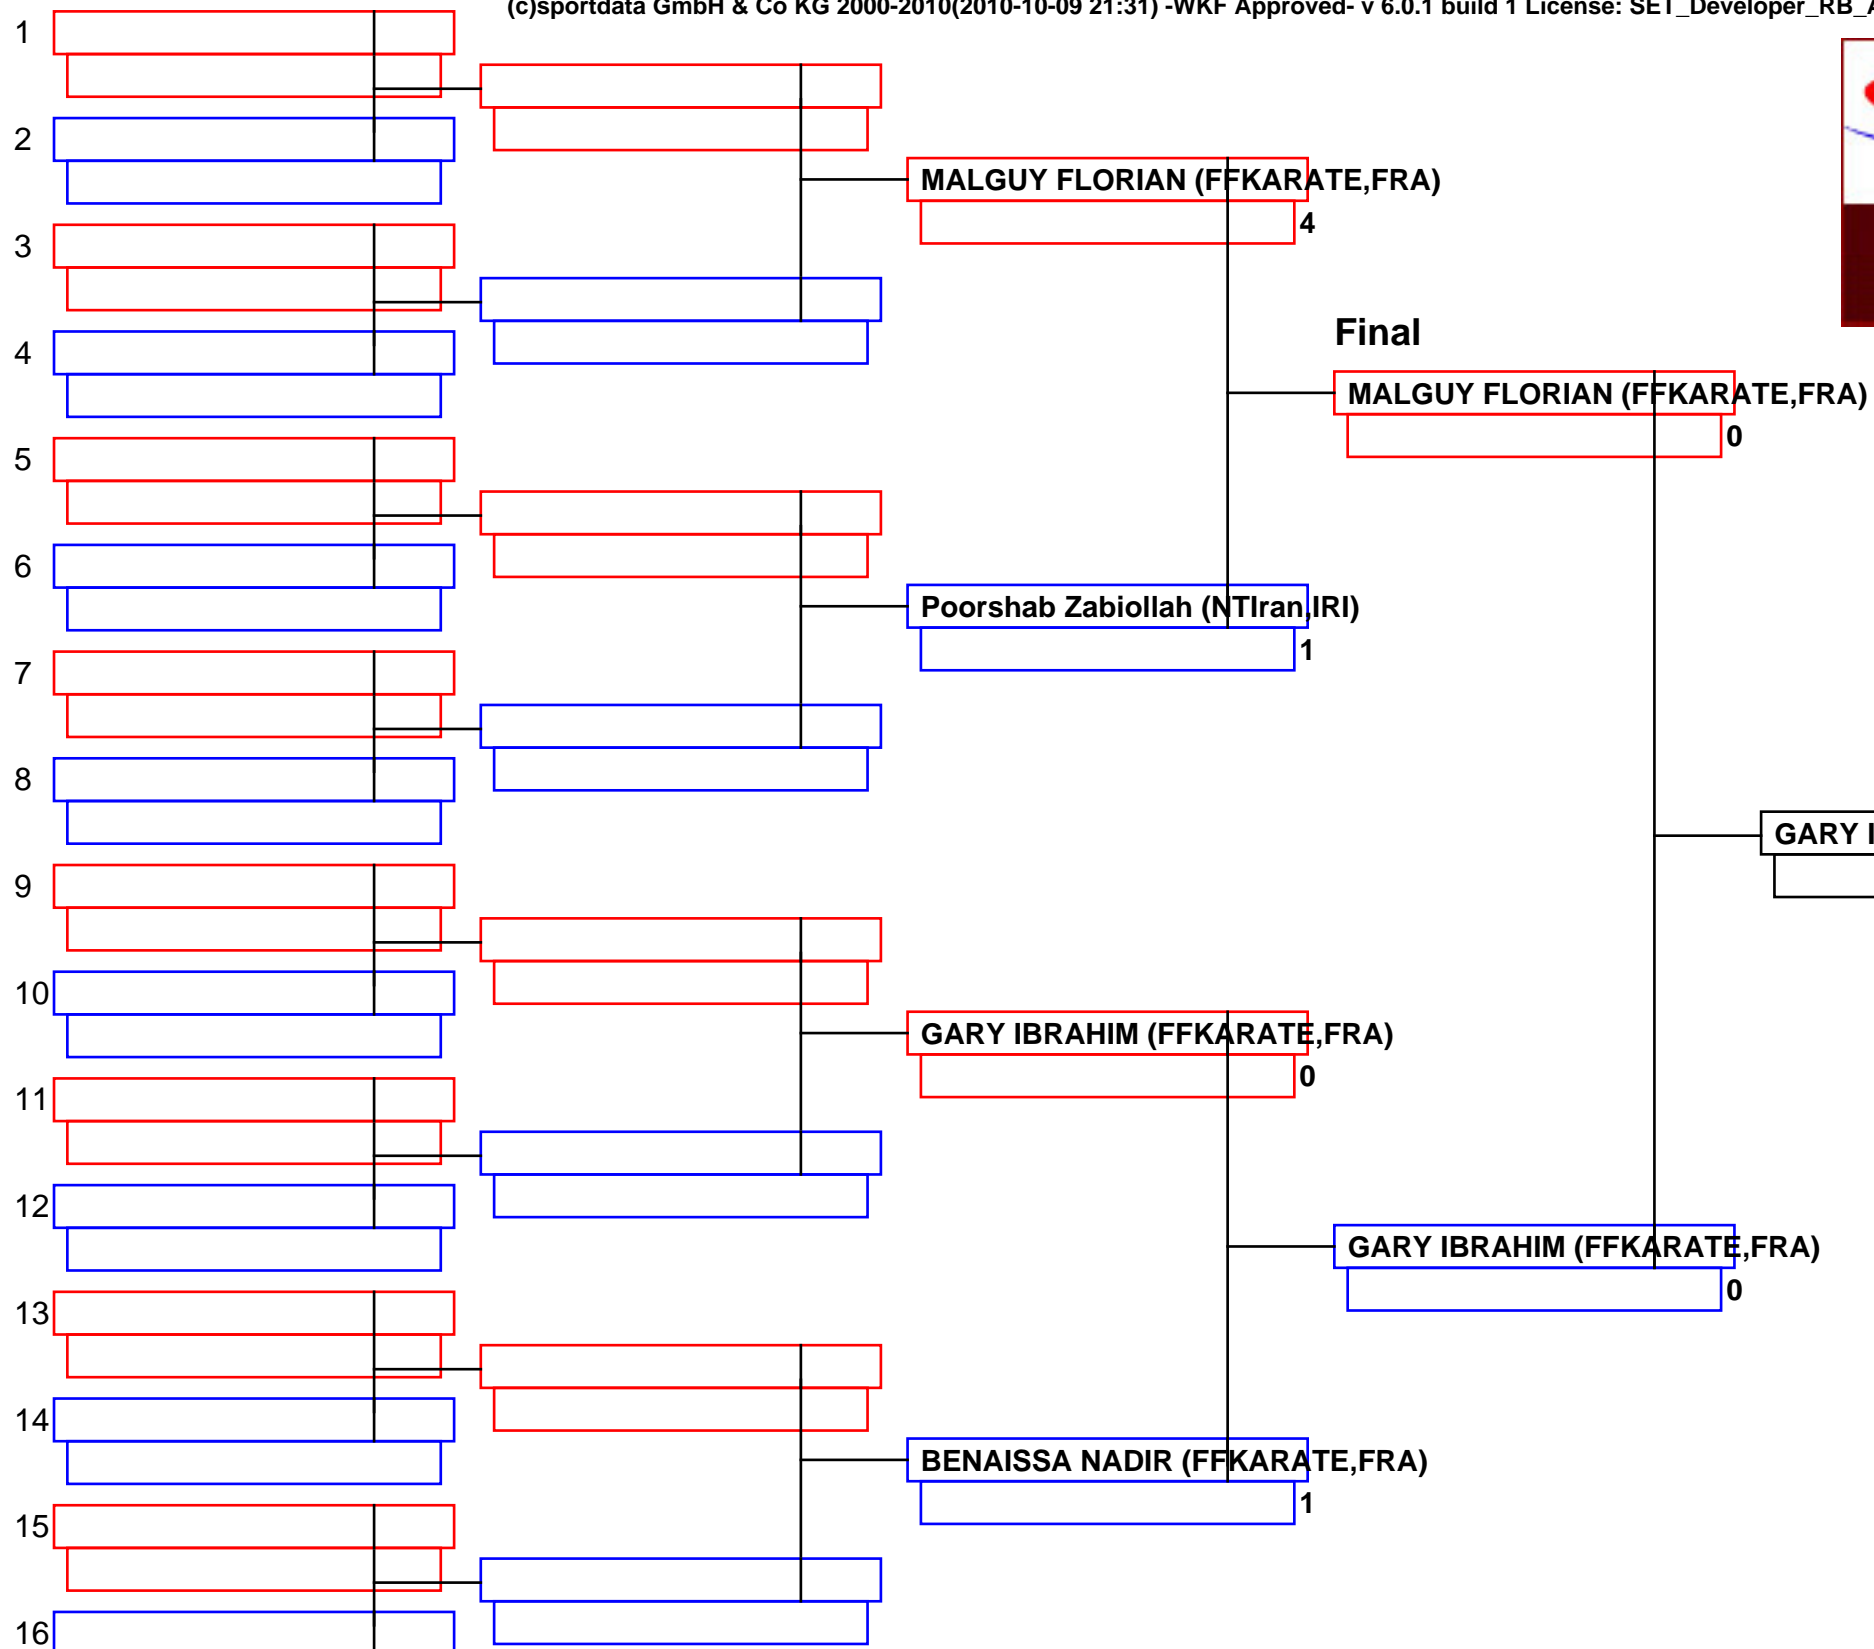 (c)sportdata GmbH & Co KG 2000-2010(2010-10-09 21:31) -WKF Approved- v 6.0.1 build 1 License: SET_Developer_RB_
1
2
MALGUY FLORIAN (FFKARATE,FRA)
4
3
Final
4
MALGUY FLORIAN (FFKARATE,FRA)
0
5
6
Poorshab Zabiollah (NTIran,IRI)
1
7
8
GARY
9
10
GARY IBRAHIM (FFKARATE,FRA)
0
11
12
GARY IBRAHIM (FFKARATE,FRA)
0
13
14
BENAISSA NADIR (FFKARATE,FRA)
1
15
16